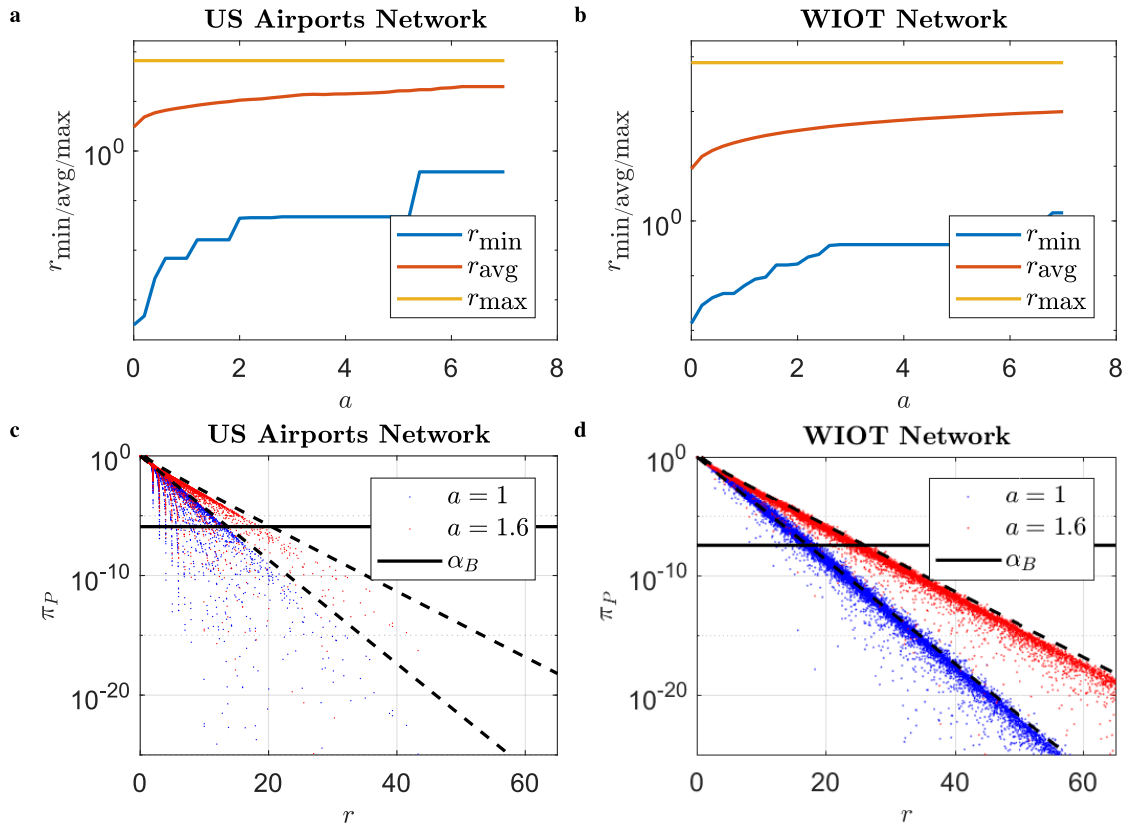 a
US Airports Network
r min/avg/max
10^0
r_min
r_avg
r_max
0 2 4 6 8
a
b
WIOT Network
r min/avg/max
10^0
r_min
r_avg
r_max
0 2 4 6 8
a
c
US Airports Network
π_P
10^0
10^-10
10^-20
a = 1
a = 1.6
α_B
0 20 40 60
r
d
WIOT Network
π_P
10^0
10^-10
10^-20
a = 1
a = 1.6
α_B
0 20 40 60
r